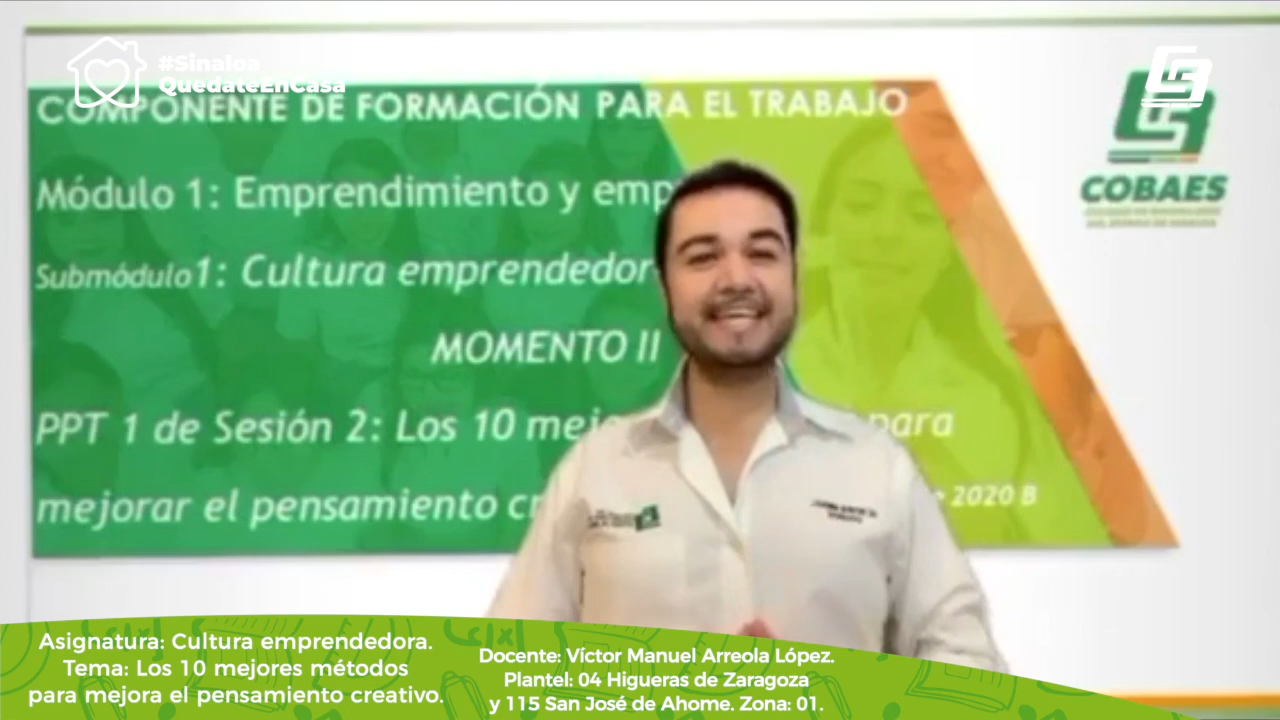 #Sinaloa
QuedateEnCasa
COMPONENTE DE FORMACIÓN PARA EL TRABAJO
Módulo 1: Emprendimiento y emp
Submódulo1: Cultura emprendedor
MOMENTO II
PPT 1 de Sesión 2: Los 10 mejo para
mejorar el pensamiento cr 2020 B
COBAES
Asignatura: Cultura emprendedora.
Tema: Los 10 mejores métodos
para mejora el pensamiento creativo.
Docente: Víctor Manuel Arreola López.
Plantel: 04 Higueras de Zaragoza
y 115 San José de Ahome. Zona: 01.